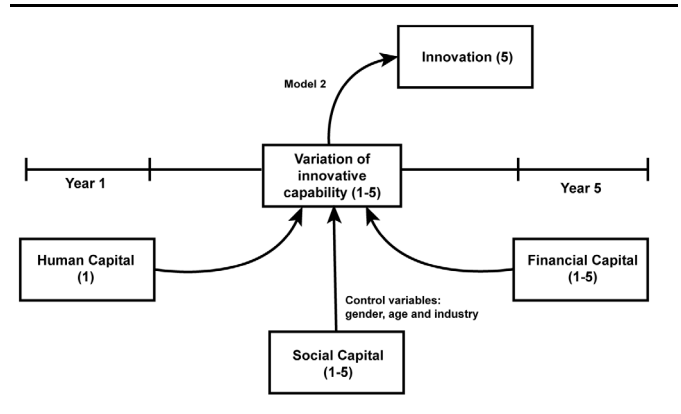 Innovation (5)
Model 2
Variation of
innovative
capability (1-5)
Year 1
Year 5
Human Capital
(1)
Financial Capital
(1-5)
Control variables:
gender, age and industry
Social Capital
(1-5)